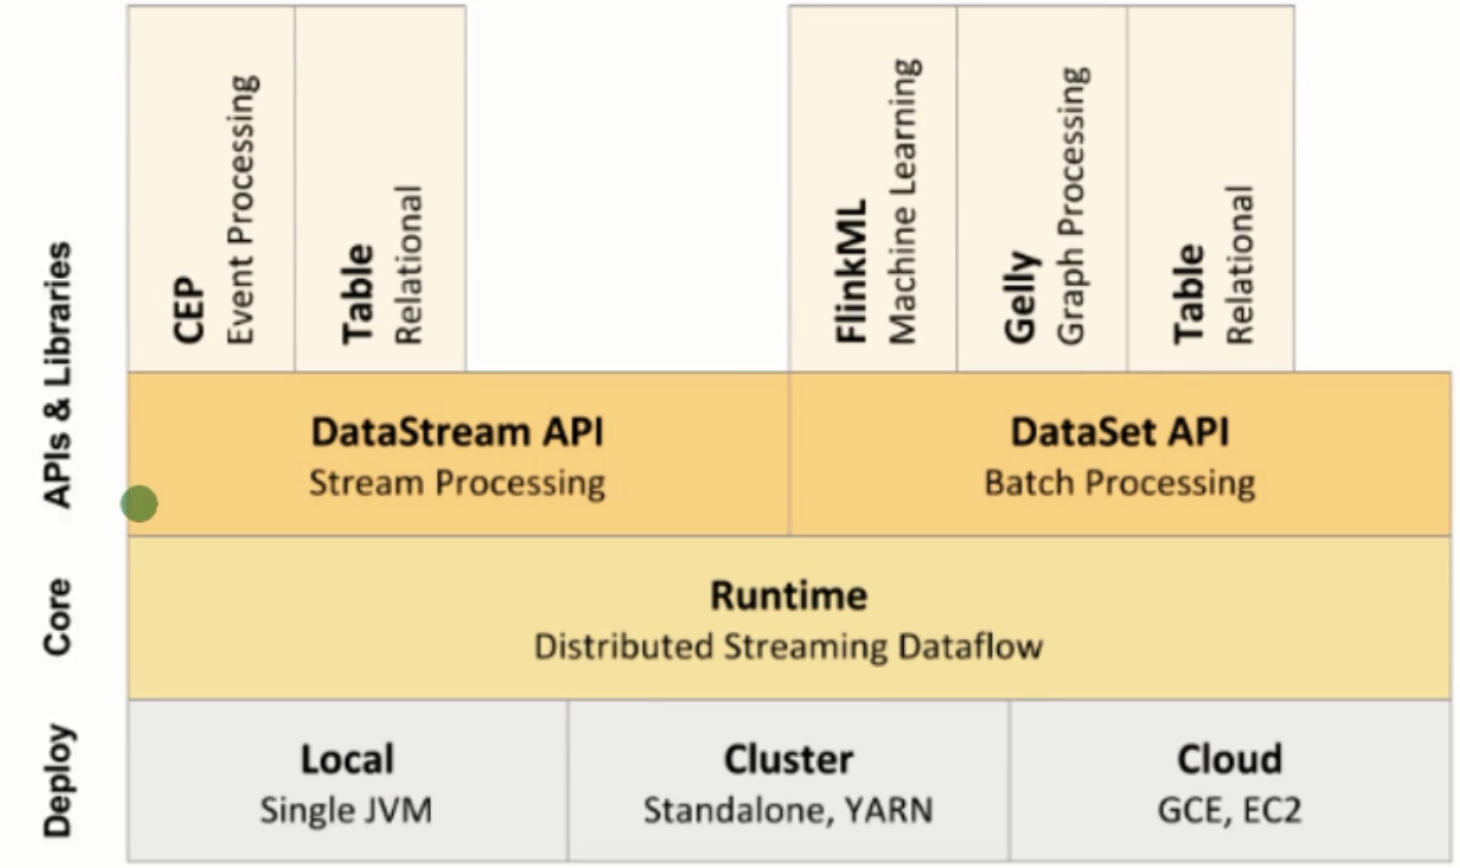 CEP
Event Processing
Table
Relational
FlinkML
Machine Learning
Gelly
Graph Processing
Table
Relational
APIs & Libraries
DataStream API
Stream Processing
DataSet API
Batch Processing
Core
Runtime
Distributed Streaming Dataflow
Deploy
Local
Single JVM
Cluster
Standalone, YARN
Cloud
GCE, EC2